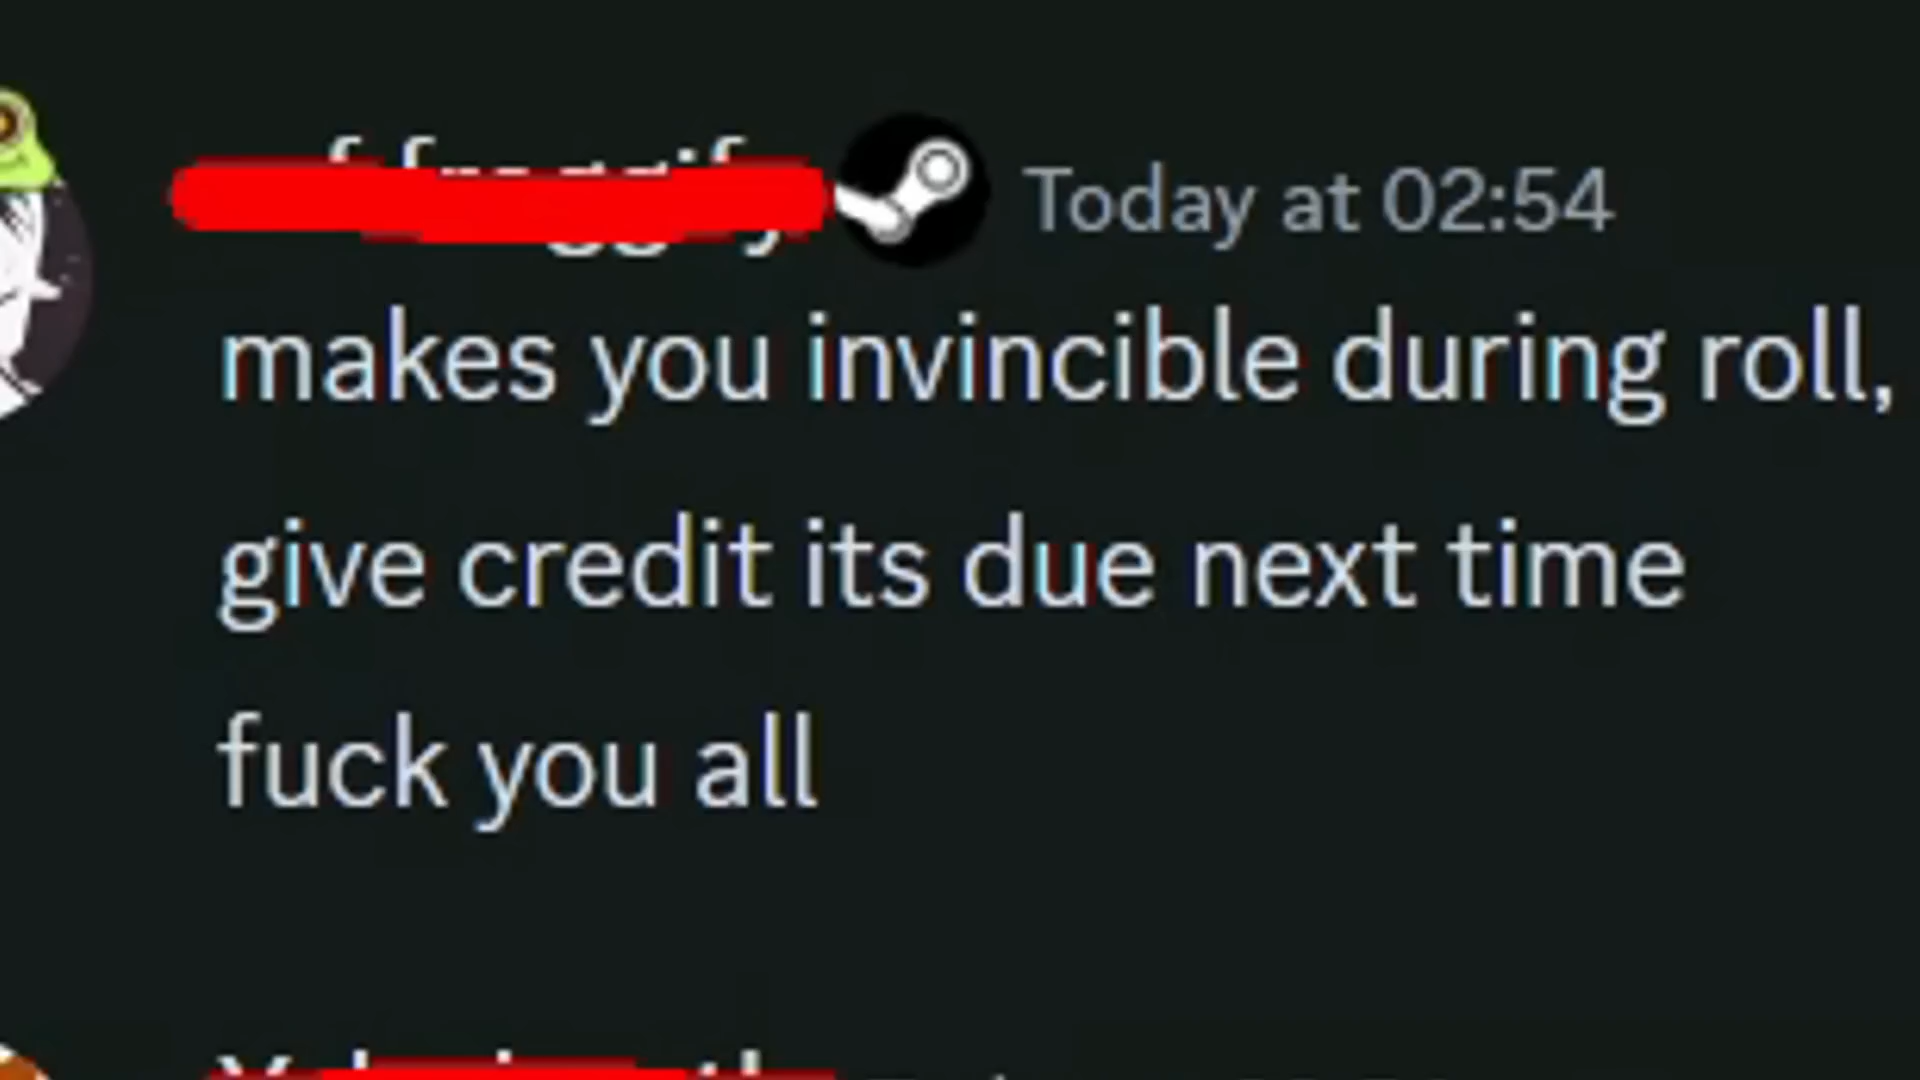 Today at 02:54
makes you invincible during roll,
give credit its due next time
fuck you all